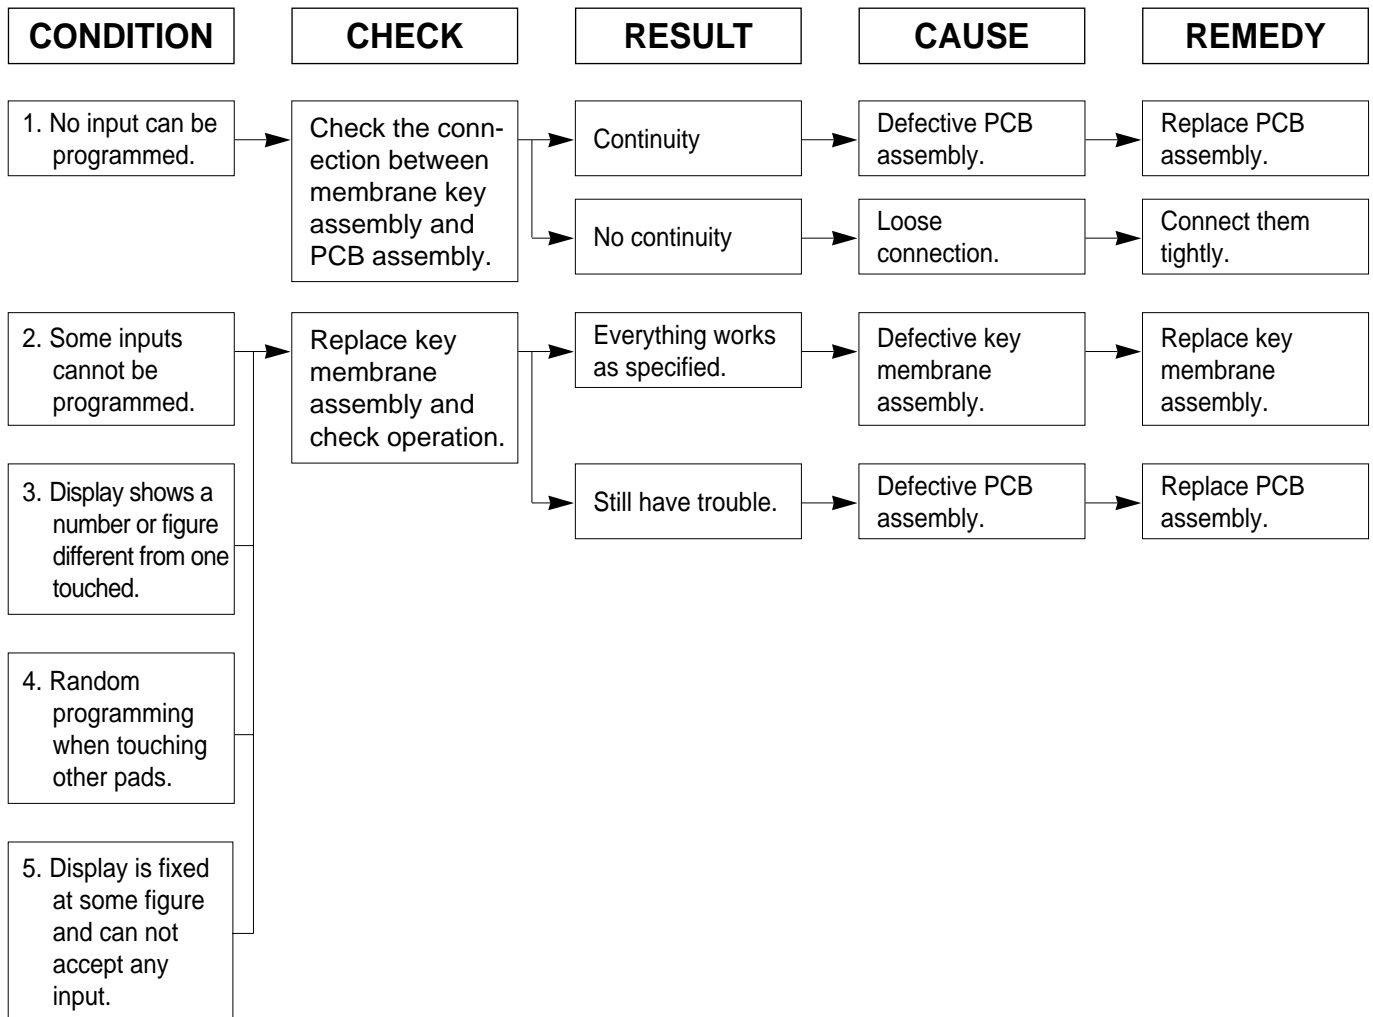 CONDITION
CHECK
RESULT
CAUSE
REMEDY
1. No input can be
programmed.
Check the conn-
ection between
membrane key
assembly and
PCB assembly.
Continuity
Defective PCB
assembly.
Replace PCB
assembly.
No continuity
Loose
connection.
Connect them
tightly.
2. Some inputs
cannot be
programmed.
Replace key
membrane
assembly and
check operation.
Everything works
as specified.
Defective key
membrane
assembly.
Replace key
membrane
assembly.
3. Display shows a
number or figure
different from one
touched.
Still have trouble.
Defective PCB
assembly.
Replace PCB
assembly.
4. Random
programming
when touching
other pads.
5. Display is fixed
at some figure
and can not
accept any
input.